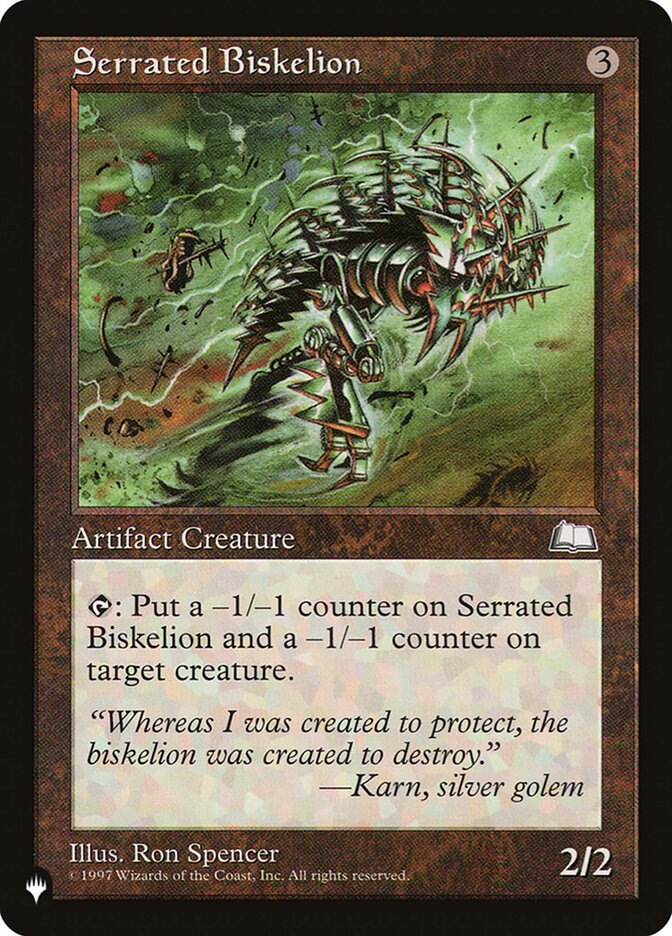 Serrated Biskelion 3
Artifact Creature
: Put a –1/–1 counter on Serrated
Biskelion and a –1/–1 counter on
target creature.
“Whereas I was created to protect, the
biskelion was created to destroy.”
—Karn, silver golem
Illus. Ron Spencer
©1997 Wizards of the Coast, Inc. All rights reserved.
2/2